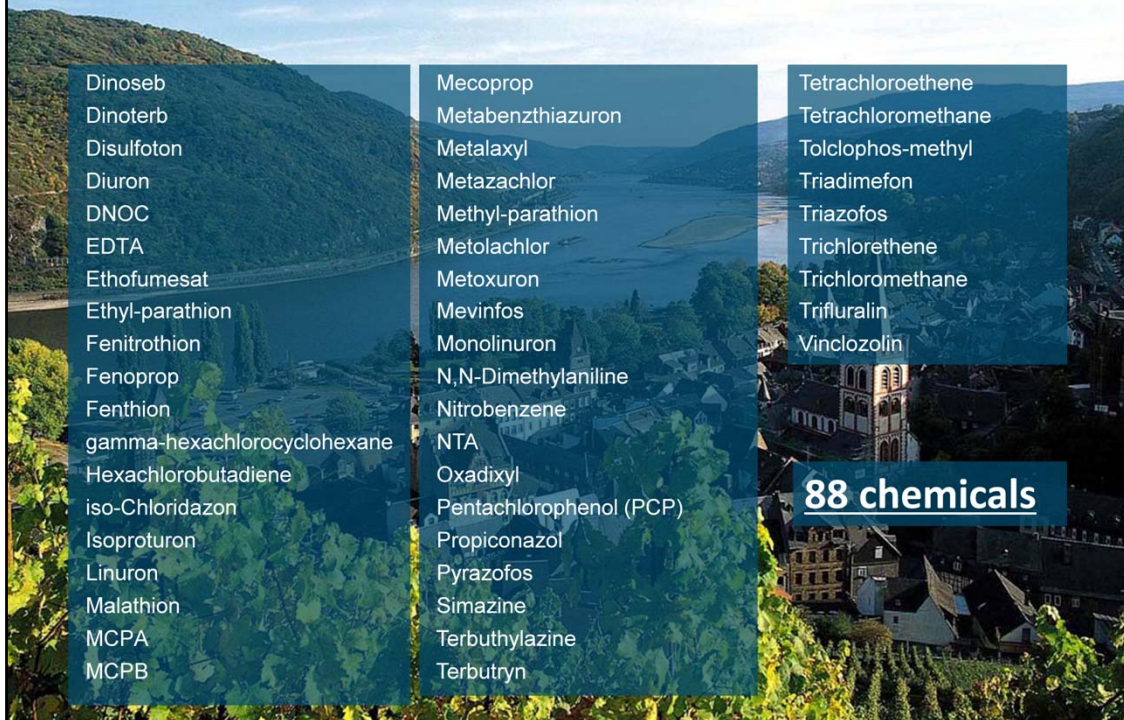 Dinoseb
Dinoterb
Disulfoton
Diuron
DNOC
EDTA
Ethofumesat
Ethyl-parathion
Fenitrothion
Fenoprop
Fenthion
gamma-hexachlorocyclohexane
Hexachlorobutadiene
iso-Chloridazon
Isoproturon
Linuron
Malathion
MCPA
MCPB
Mecoprop
Metabenzthiazuron
Metalaxyl
Metazachlor
Methyl-parathion
Metolachlor
Metoxuron
Mevinfos
Monolinuron
N,N-Dimethylaniline
Nitrobenzene
NTA
Oxadixyl
Pentachlorophenol (PCP)
Propiconazol
Pyrazofos
Simazine
Terbuthylazine
Terbutryn
Tetrachloroethene
Tetrachloromethane
Tolclophos-methyl
Triadimefon
Triazofos
Trichlorethene
Trichloromethane
Trifluralin
Vinclozolin
88 chemicals